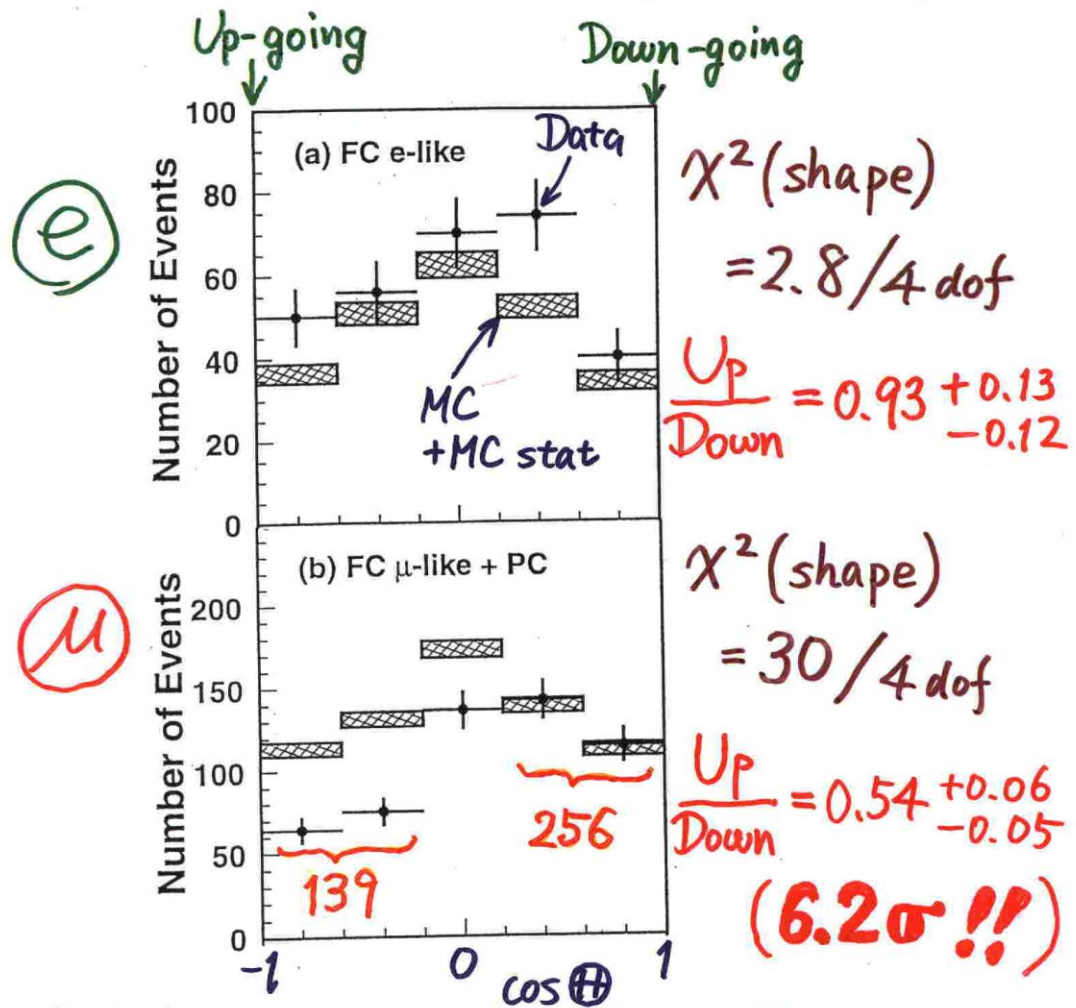 Up-going
Down-going
e
(a) FC e-like
Data
MC
+MC stat
Number of Events
100
80
60
40
20
0
χ² (shape)
= 2.8/4 dof
Up/Down = 0.93 +0.13 −0.12
μ
(b) FC μ-like + PC
Number of Events
200
150
100
50
0
139
256
-1
0
1
cos Θ
χ² (shape)
= 30/4 dof
Up/Down = 0.54 +0.06 −0.05
(6.2σ !!)